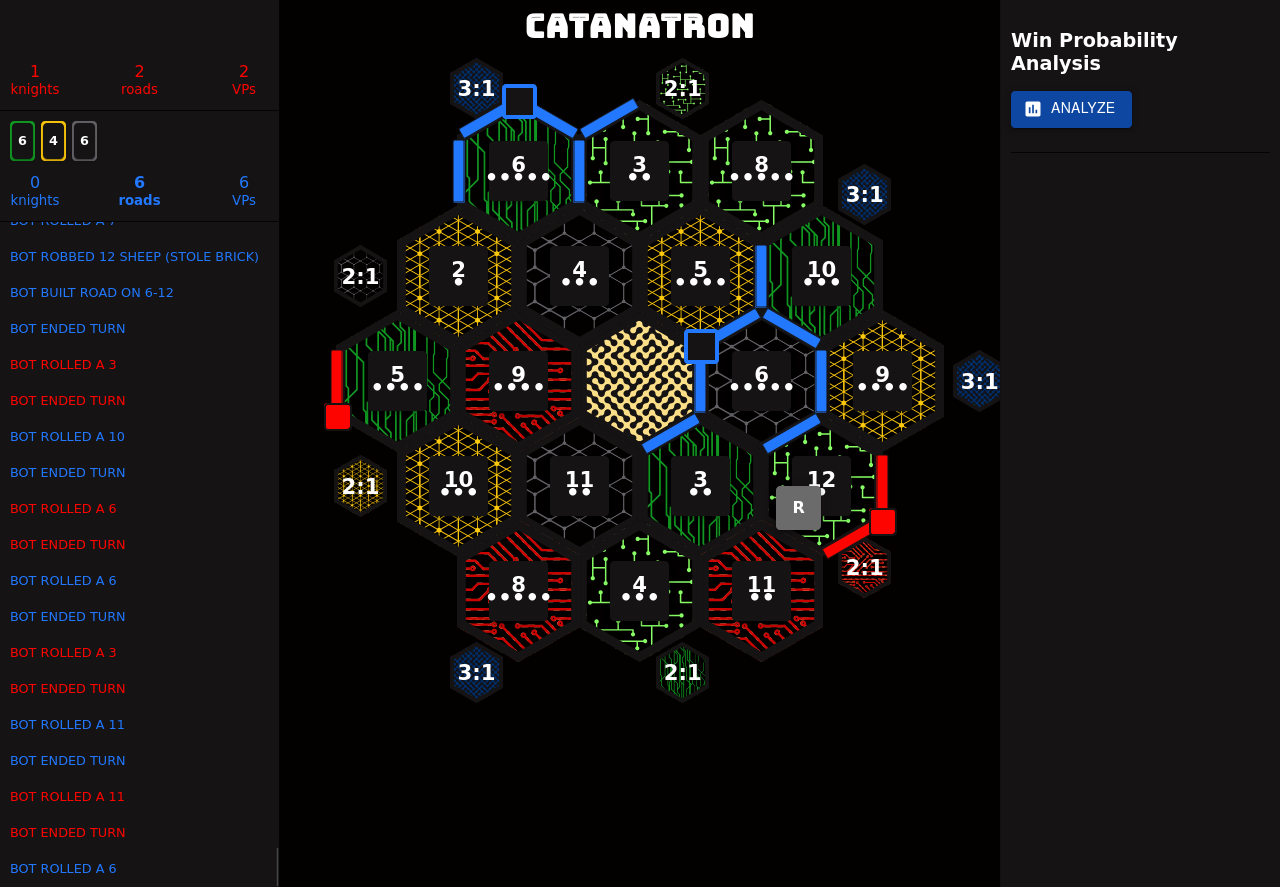 CATANATRON
1 2 2
knights roads VPs
6 4 6
0 6 6
knights roads VPs
BOT ROBBED 12 SHEEP (STOLE BRICK)
BOT BUILT ROAD ON 6-12
BOT ENDED TURN
BOT ROLLED A 3
BOT ENDED TURN
BOT ROLLED A 10
BOT ENDED TURN
BOT ROLLED A 6
BOT ENDED TURN
BOT ROLLED A 6
BOT ENDED TURN
BOT ROLLED A 3
BOT ENDED TURN
BOT ROLLED A 11
BOT ENDED TURN
BOT ROLLED A 11
BOT ENDED TURN
BOT ROLLED A 6
3:1 2:1
6 3 8
3:1
2:1 2 4 5 10
5 9 6 9 3:1
2:1 10 11 3 12
R
2:1
8 4 11
3:1 2:1
Win Probability
Analysis
ANALYZE